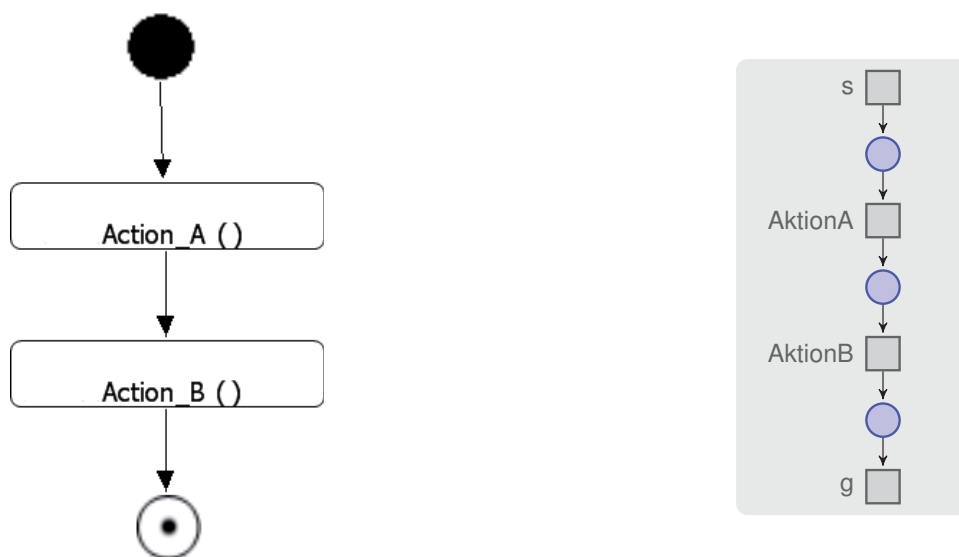 Action_A ()
Action_B ()
s
AktionA
AktionB
g